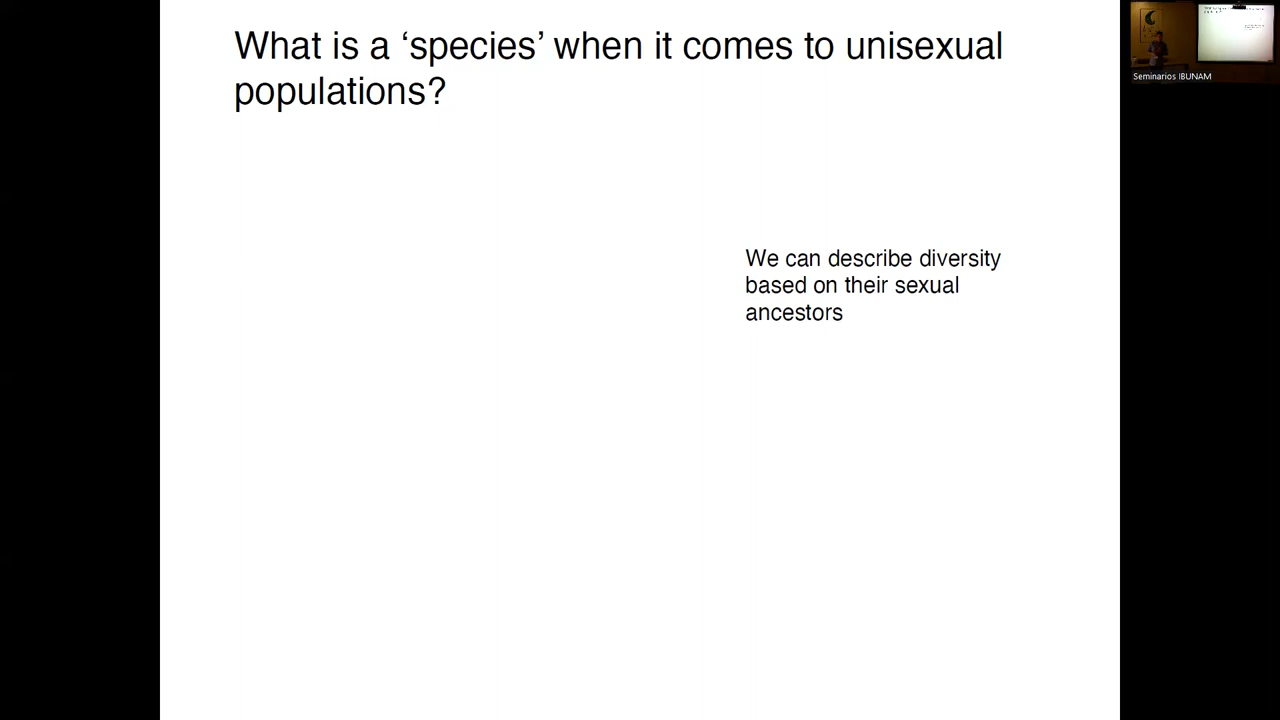 What is a ‘species’ when it comes to unisexual
populations?
We can describe diversity
based on their sexual
ancestors
Seminarios IBUNAM